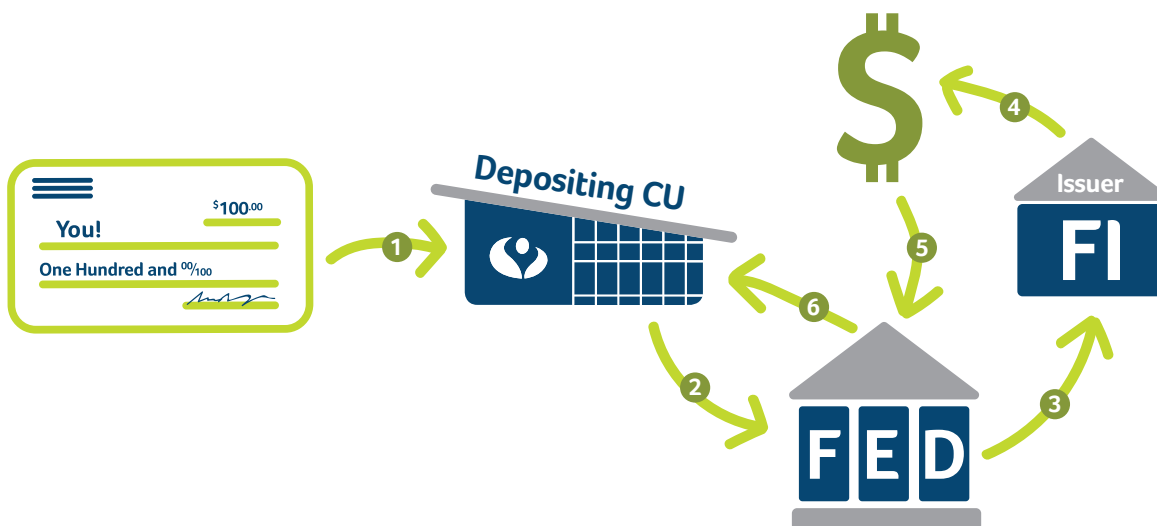 You!
$100.00
One Hundred and 00/100
1
Depositing CU
2
FED
3
Issuer
FI
4
$
5
6